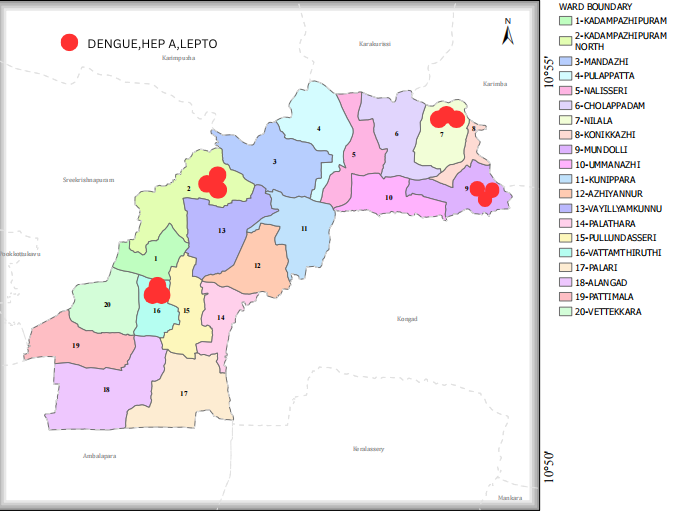 DENGUE,HEP A,LEPTO
N
Karakurissi
Karimba
Sreekrishnapuram
Kongad
Ambalapara
Mankara
1
2
3
4
5
6
7
8
9
10
11
12
13
14
15
16
17
18
19
20
10°55'
10°50'
WARD BOUNDARY
1-KADAMPAZHIPURAM
2-KADAMPAZHIPURAM
NORTH
3-MANDAZHI
4-PULAPPATTA
5-NALISSERI
6-CHOLAPPADAM
7-NILALA
8-KONIKKAZHI
9-MUNDOLLI
10-UMMANAZHI
11-KUNIPPARA
12-AZHIYANNUR
13-VAYILLYAMKUNNU
14-PALATHARA
15-PULLUNDASSERI
16-VATTAMTHIRUTHI
17-PALARI
18-ALANGAD
19-PATTIMALA
20-VETTEKKARA